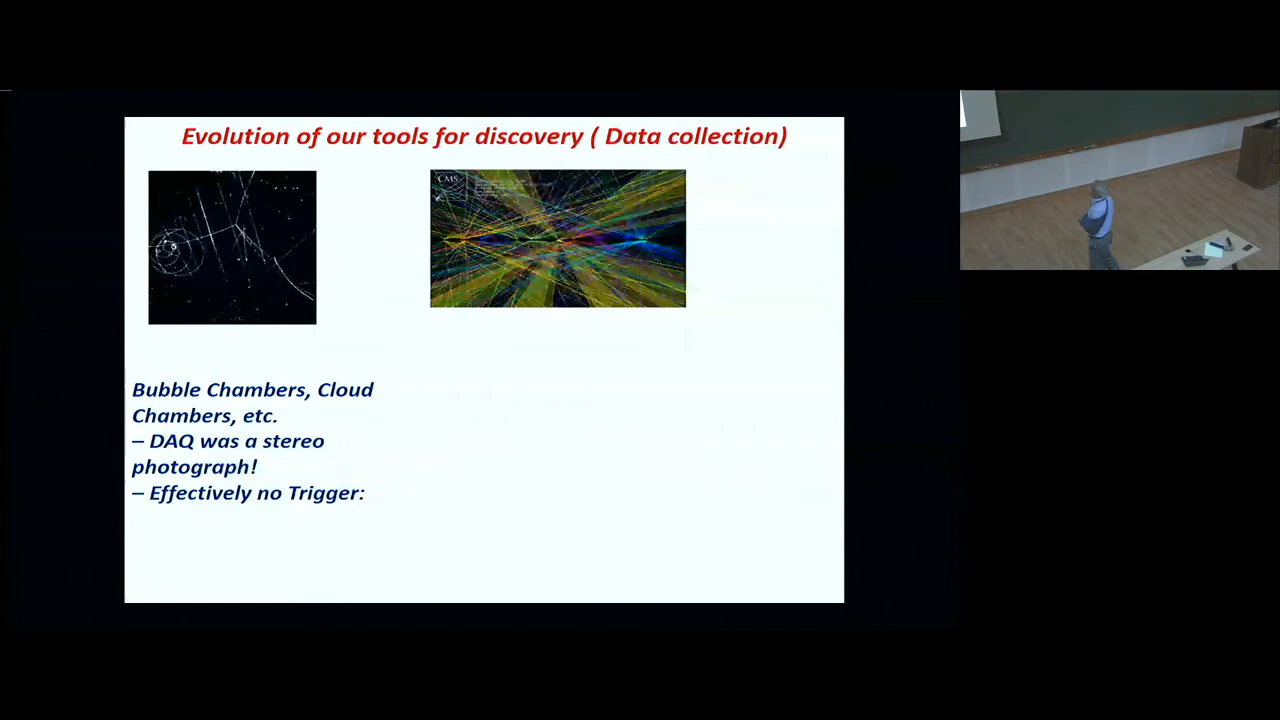 Evolution of our tools for discovery ( Data collection)
CMS
Bubble Chambers, Cloud
Chambers, etc.
– DAQ was a stereo
photograph!
– Effectively no Trigger: